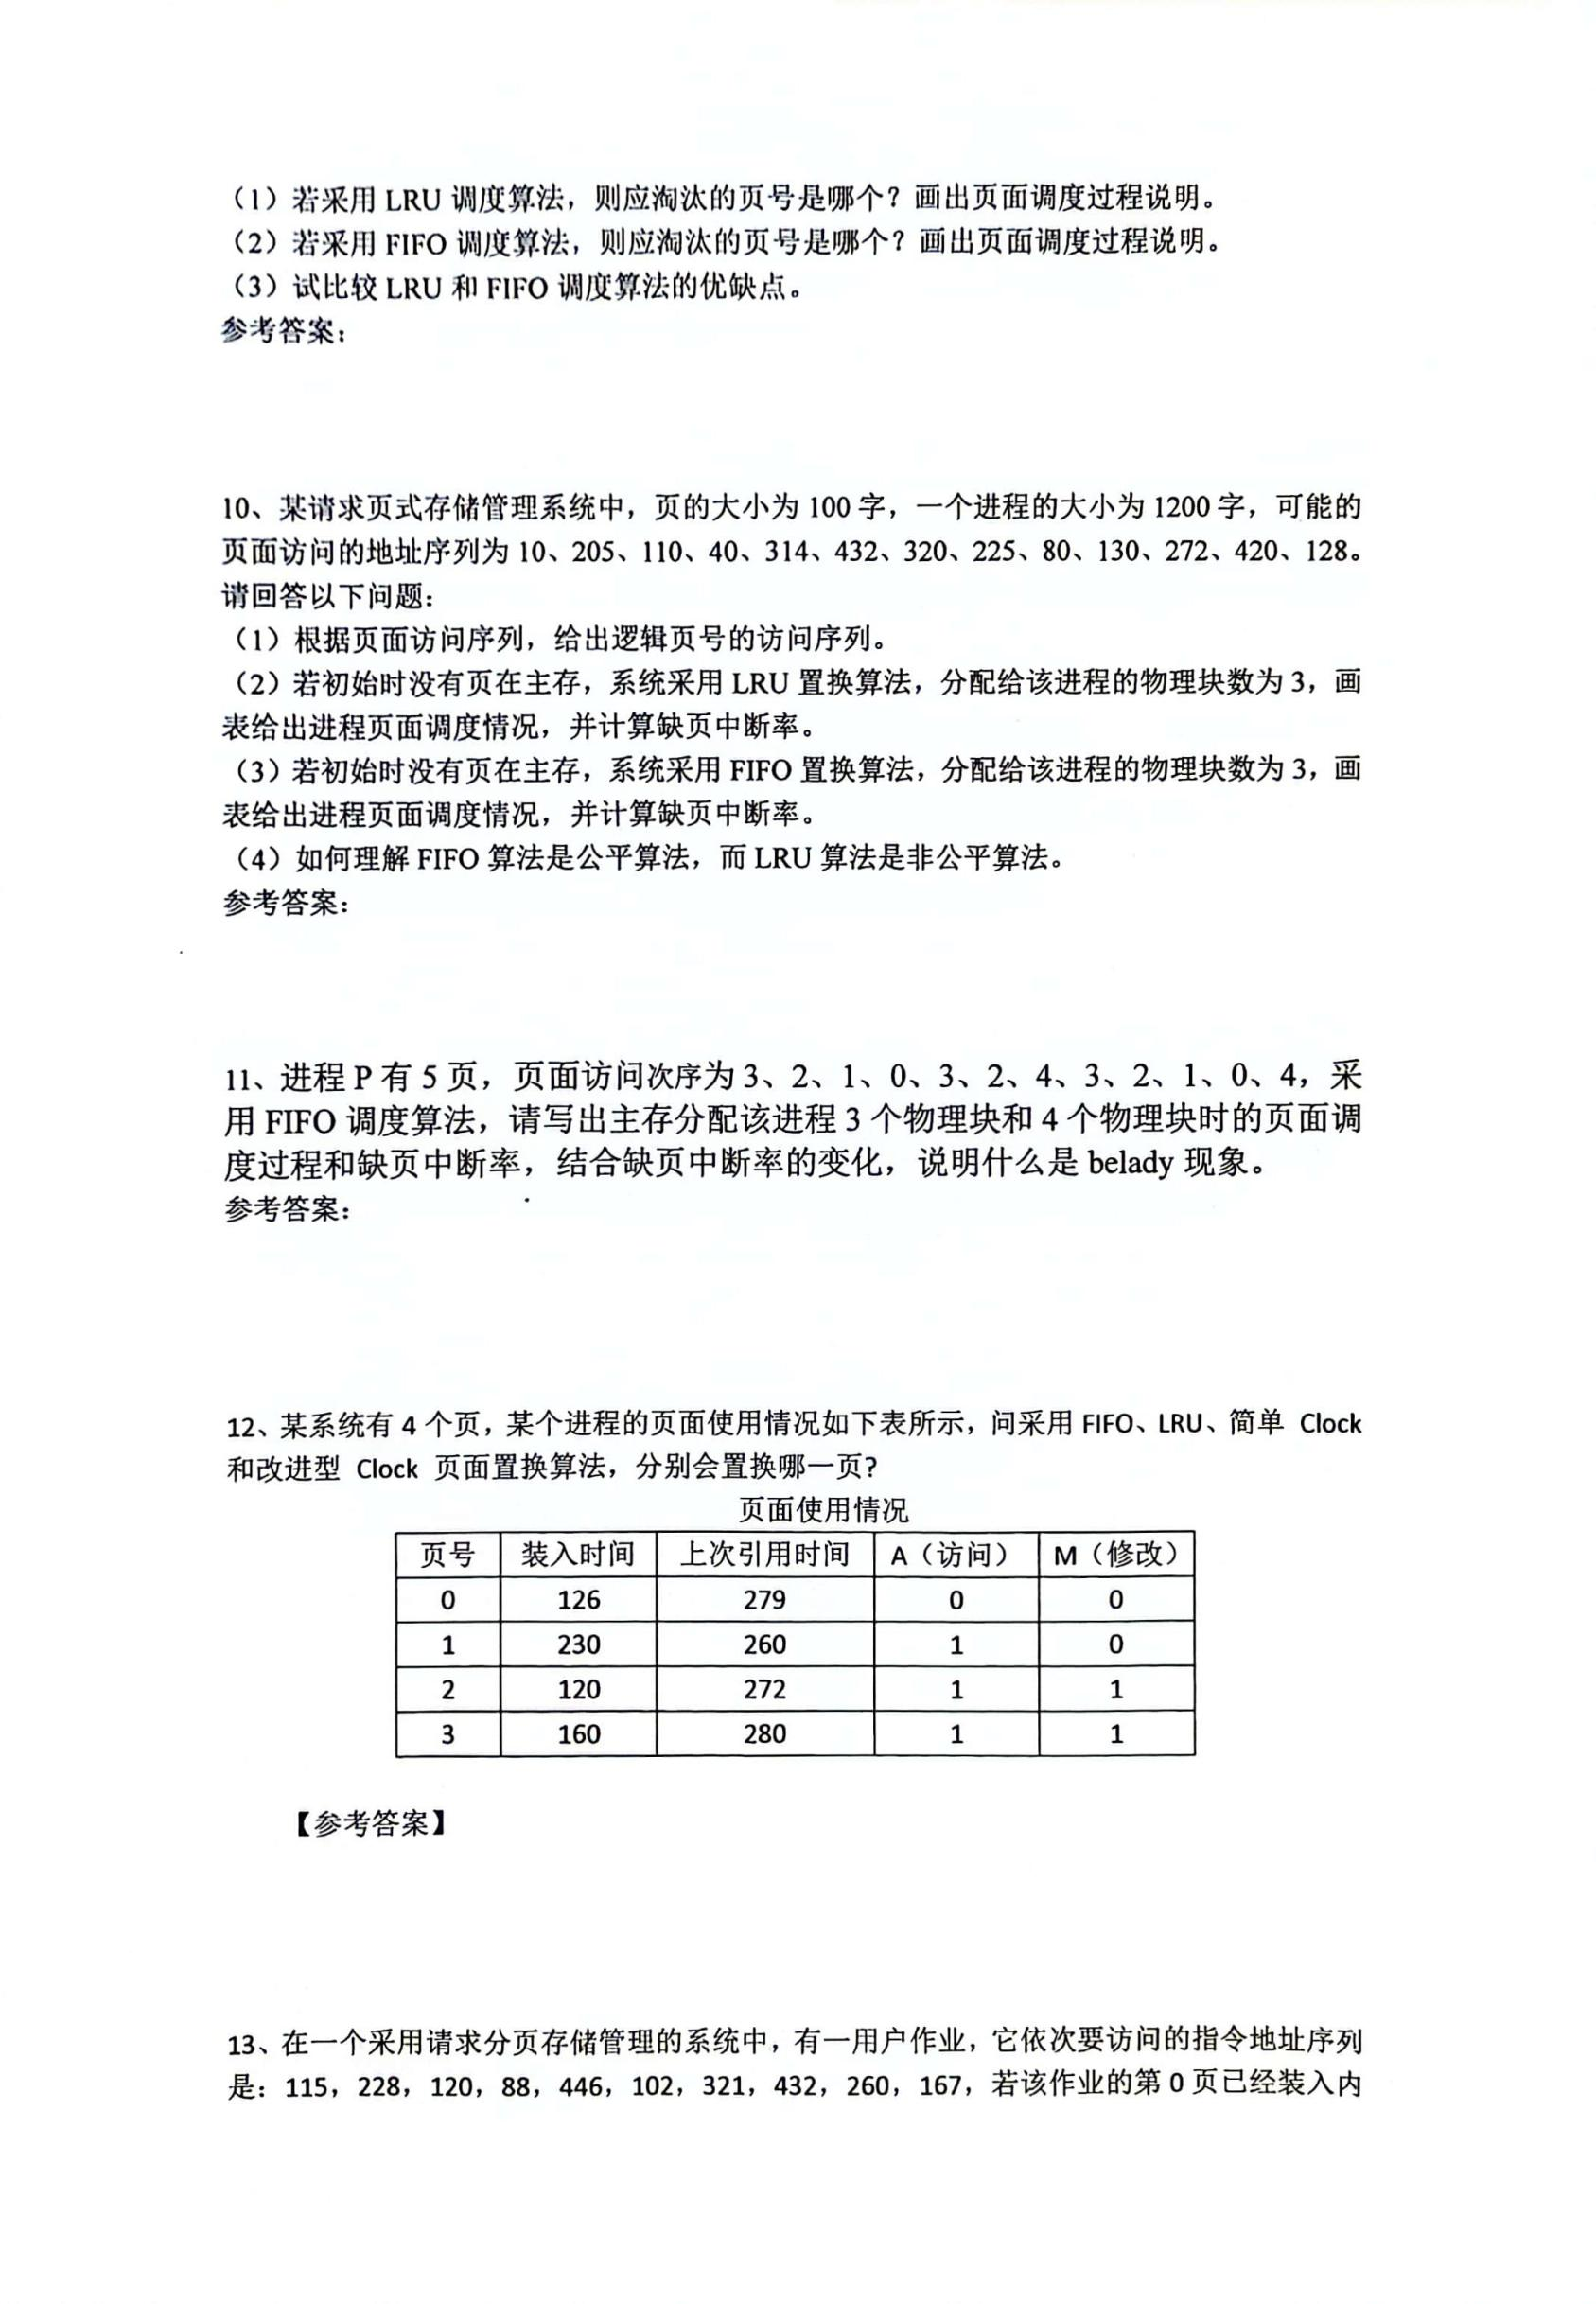 （1）若采用 LRU 调度算法，则应淘汰的页号是哪个？画出页面调度过程说明。
（2）若采用 FIFO 调度算法，则应淘汰的页号是哪个？画出页面调度过程说明。
（3）试比较 LRU 和 FIFO 调度算法的优缺点。
参考答案：
10、某请求页式存储管理系统中，页的大小为 100 字，一个进程的大小为 1200 字，可能的
页面访问的地址序列为 10、205、110、40、314、432、320、225、80、130、272、420、128。
请回答以下问题：
（1）根据页面访问序列，给出逻辑页号的访问序列。
（2）若初始时没有页在主存，系统采用 LRU 置换算法，分配给该进程的物理块数为 3，画
表给出进程页面调度情况，并计算缺页中断率。
（3）若初始时没有页在主存，系统采用 FIFO 置换算法，分配给该进程的物理块数为 3，画
表给出进程页面调度情况，并计算缺页中断率。
（4）如何理解 FIFO 算法是公平算法，而 LRU 算法是非公平算法。
参考答案：
11、进程 P 有 5 页，页面访问次序为 3、2、1、0、3、2、4、3、2、1、0、4，采
用 FIFO 调度算法，请写出主存分配该进程 3 个物理块和 4 个物理块时的页面调
度过程和缺页中断率，结合缺页中断率的变化，说明什么是 belady 现象。
参考答案：
12、某系统有 4 个页，某个进程的页面使用情况如下表所示，问采用 FIFO、LRU、简单 Clock
和改进型 Clock 页面置换算法，分别会置换哪一页？
页面使用情况
页号 装入时间 上次引用时间 A（访问） M（修改）
0 126 279 0 0
1 230 260 1 0
2 120 272 1 1
3 160 280 1 1
【参考答案】
13、在一个采用请求分页存储管理的系统中，有一用户作业，它依次要访问的指令地址序列
是：115，228，120，88，446，102，321，432，260，167，若该作业的第 0 页已经装入内